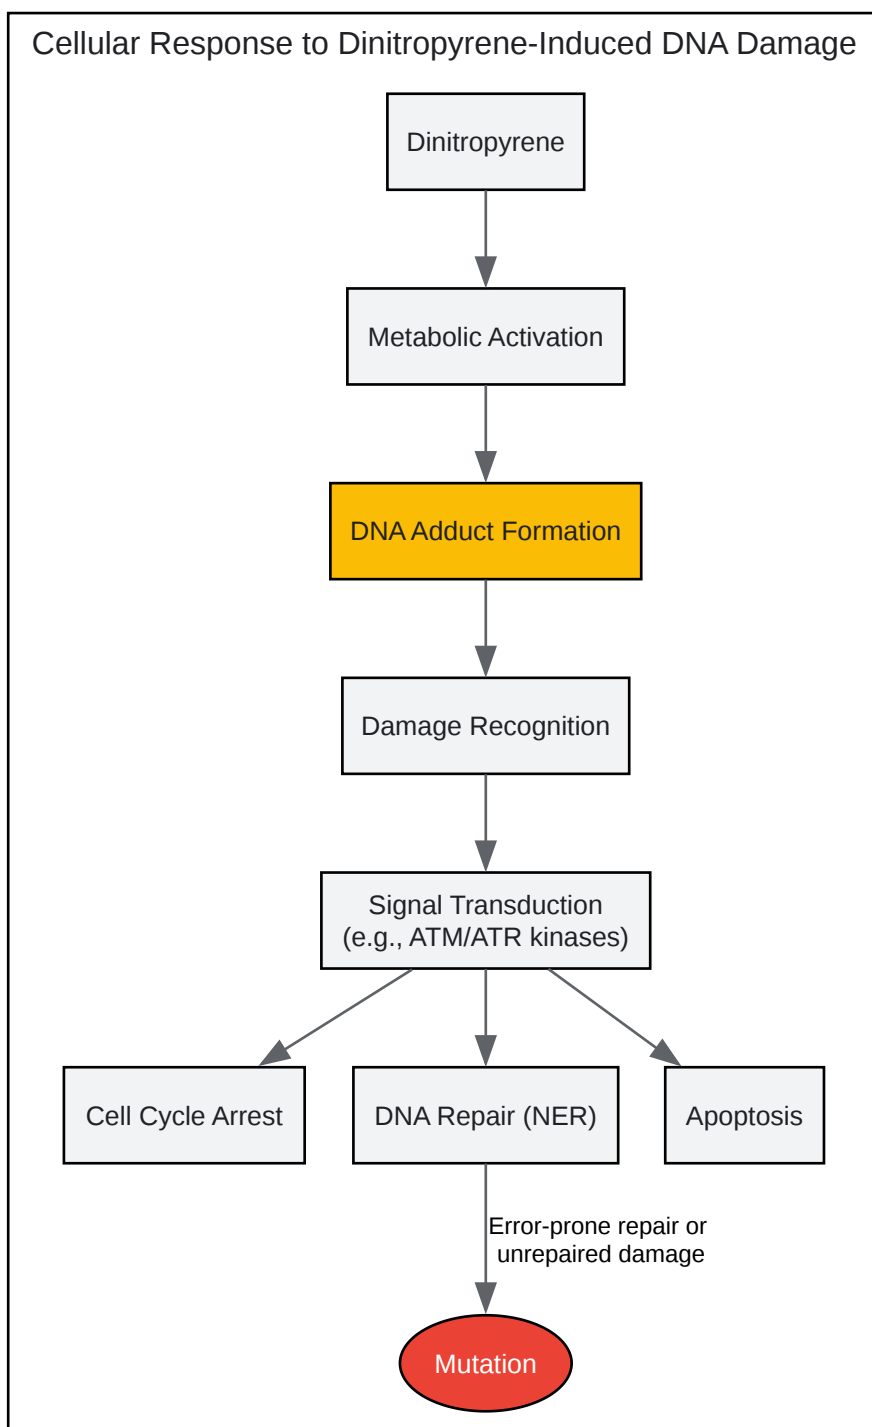 Cellular Response to Dinitropyrene-Induced DNA Damage
Dinitropyrene
Metabolic Activation
DNA Adduct Formation
Damage Recognition
Signal Transduction
(e.g., ATM/ATR kinases)
Cell Cycle Arrest
DNA Repair (NER)
Apoptosis
Error-prone repair or
unrepaired damage
Mutation